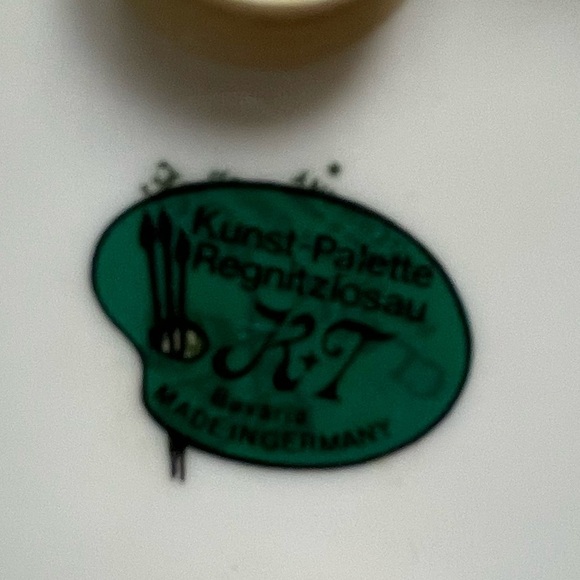 Kunst-Palette
Regnitzlosau
K+T
Bavaria
MADE IN GERMANY